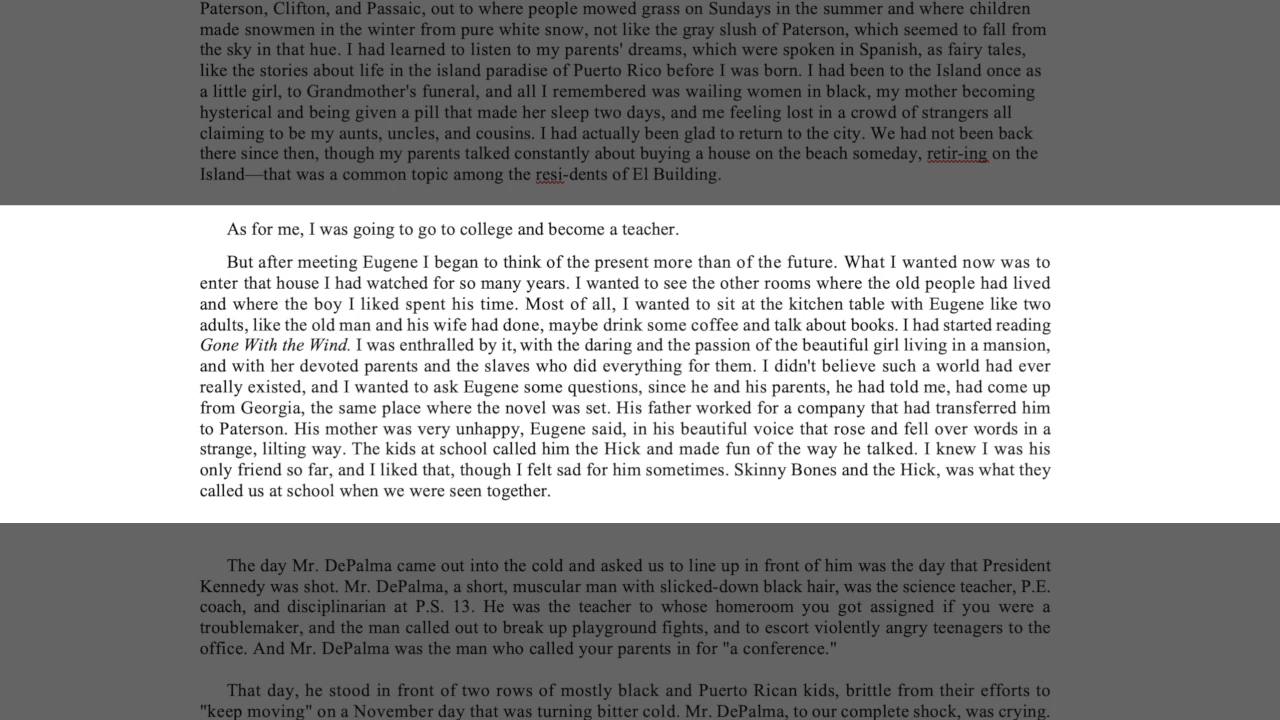 Paterson, Clifton, and Passaic, out to where people mowed grass on Sundays in the summer and where children
made snowmen in the winter from pure white snow, not like the gray slush of Paterson, which seemed to fall from
the sky in that hue. I had learned to listen to my parents' dreams, which were spoken in Spanish, as fairy tales,
like the stories about life in the island paradise of Puerto Rico before I was born. I had been to the Island once as
a little girl, to Grandmother's funeral, and all I remembered was wailing women in black, my mother becoming
hysterical and being given a pill that made her sleep two days, and me feeling lost in a crowd of strangers all
claiming to be my aunts, uncles, and cousins. I had actually been glad to return to the city. We had not been back
there since then, though my parents talked constantly about buying a house on the beach someday, retir-ing on the
Island—that was a common topic among the resi-dents of El Building.
As for me, I was going to go to college and become a teacher.
But after meeting Eugene I began to think of the present more than of the future. What I wanted now was to
enter that house I had watched for so many years. I wanted to see the other rooms where the old people had lived
and where the boy I liked spent his time. Most of all, I wanted to sit at the kitchen table with Eugene like two
adults, like the old man and his wife had done, maybe drink some coffee and talk about books. I had started reading
Gone With the Wind. I was enthralled by it, with the daring and the passion of the beautiful girl living in a mansion,
and with her devoted parents and the slaves who did everything for them. I didn't believe such a world had ever
really existed, and I wanted to ask Eugene some questions, since he and his parents, he had told me, had come up
from Georgia, the same place where the novel was set. His father worked for a company that had transferred him
to Paterson. His mother was very unhappy, Eugene said, in his beautiful voice that rose and fell over words in a
strange, lilting way. The kids at school called him the Hick and made fun of the way he talked. I knew I was his
only friend so far, and I liked that, though I felt sad for him sometimes. Skinny Bones and the Hick, was what they
called us at school when we were seen together.
The day Mr. DePalma came out into the cold and asked us to line up in front of him was the day that President
Kennedy was shot. Mr. DePalma, a short, muscular man with slicked-down black hair, was the science teacher, P.E.
coach, and disciplinarian at P.S. 13. He was the teacher to whose homeroom you got assigned if you were a
troublemaker, and the man called out to break up playground fights, and to escort violently angry teenagers to the
office. And Mr. DePalma was the man who called your parents in for "a conference."
That day, he stood in front of two rows of mostly black and Puerto Rican kids, brittle from their efforts to
"keep moving" on a November day that was turning bitter cold. Mr. DePalma, to our complete shock, was crying.